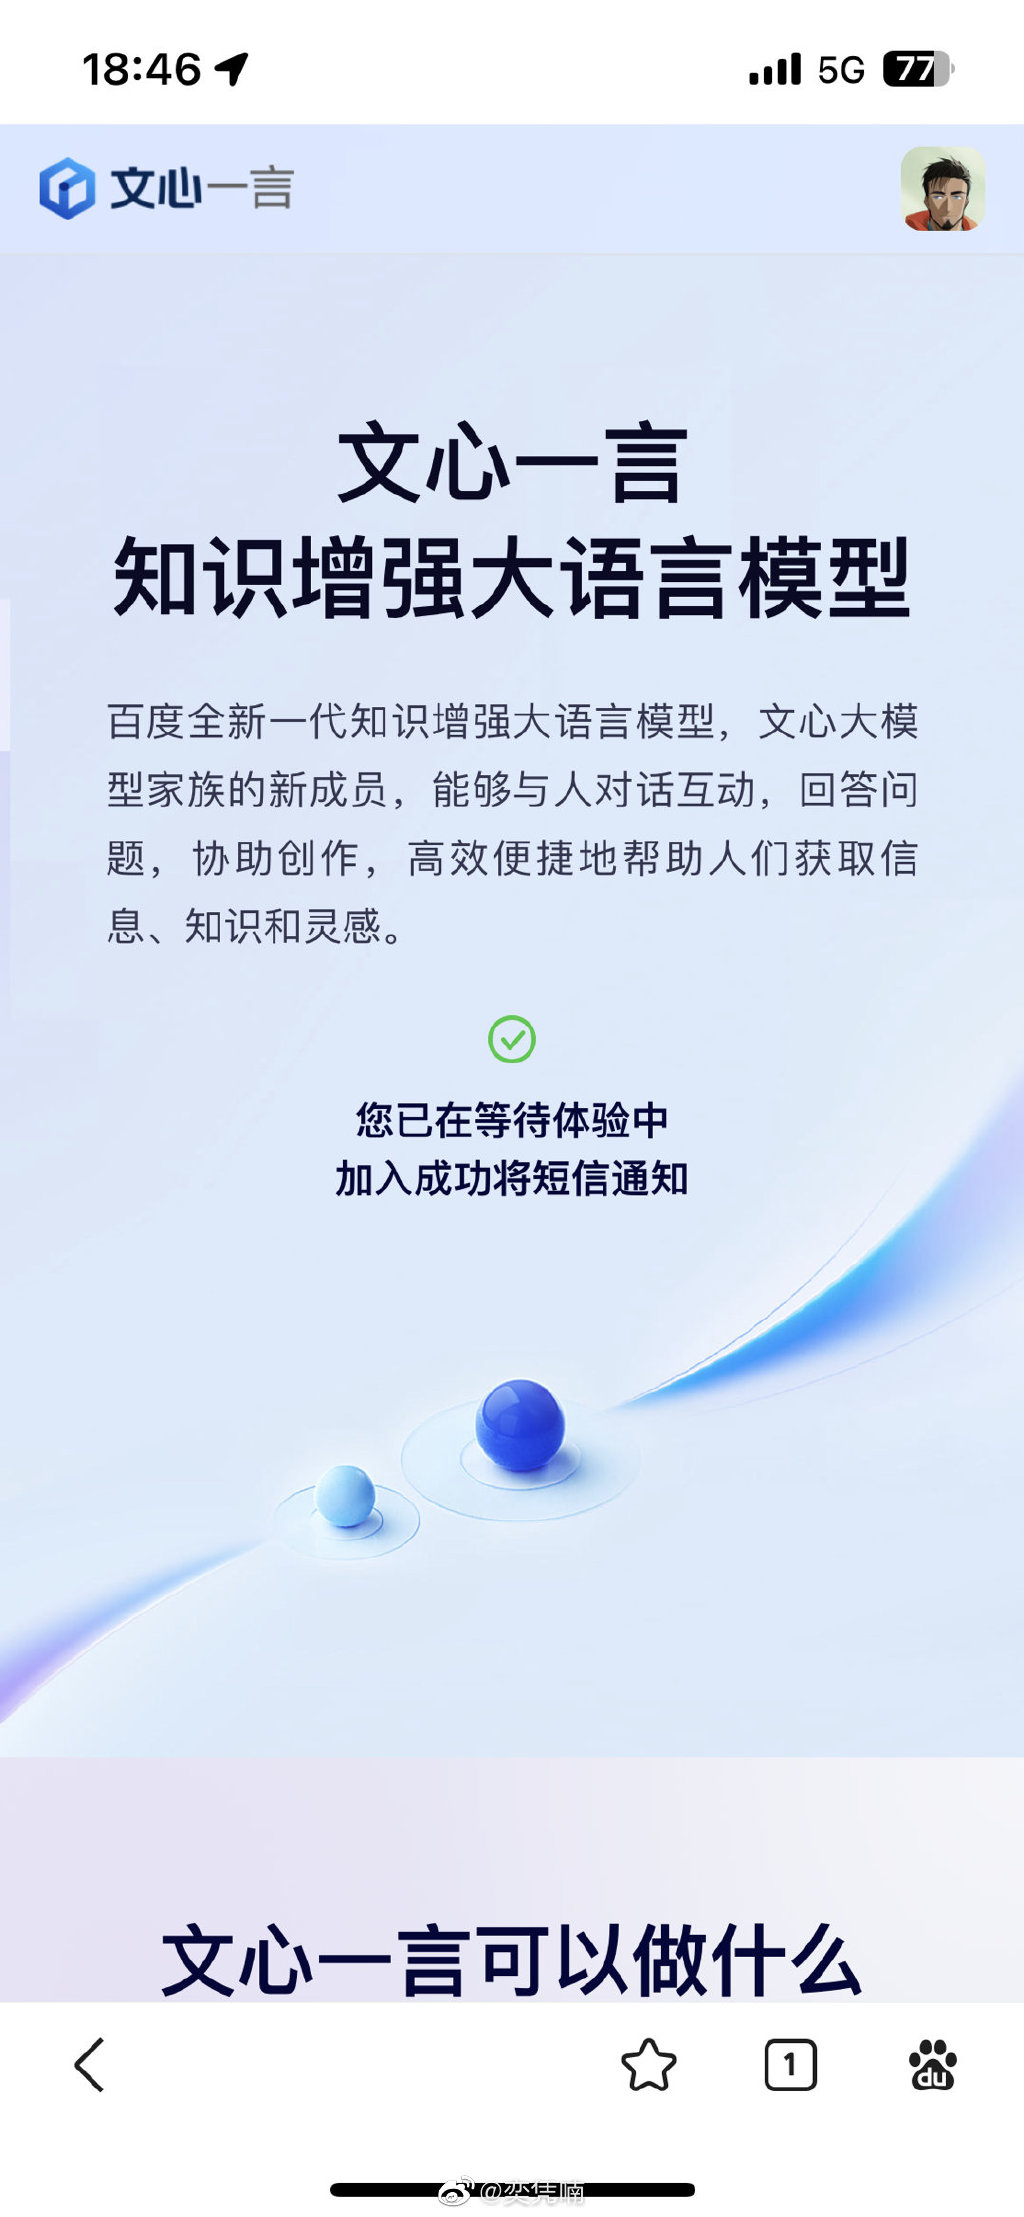 18:46
5G
77
文心一言
文心一言
知识增强大语言模型
百度全新一代知识增强大语言模型，文心大模
型家族的新成员，能够与人对话互动，回答问
题，协助创作，高效便捷地帮助人们获取信
息、知识和灵感。
您已在等待体验中
加入成功将短信通知
文心一言可以做什么
1
du
@奕凭喃